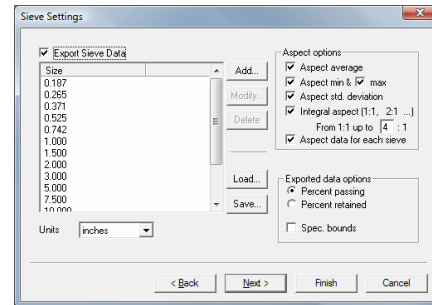 Sieve Settings
Export Sieve Data
Size
0.187
0.265
0.371
0.525
0.742
1.000
1.500
2.000
3.000
5.000
7.500
10.000
Units
inches
Add...
Modify...
Delete
Load...
Save...
Aspect options
Aspect average
Aspect min & max
Aspect std. deviation
Integral aspect (1:1, 2:1 ...)
From 1:1 up to 4 : 1
Aspect data for each sieve
Exported data options
Percent passing
Percent retained
Spec. bounds
< Back
Next >
Finish
Cancel